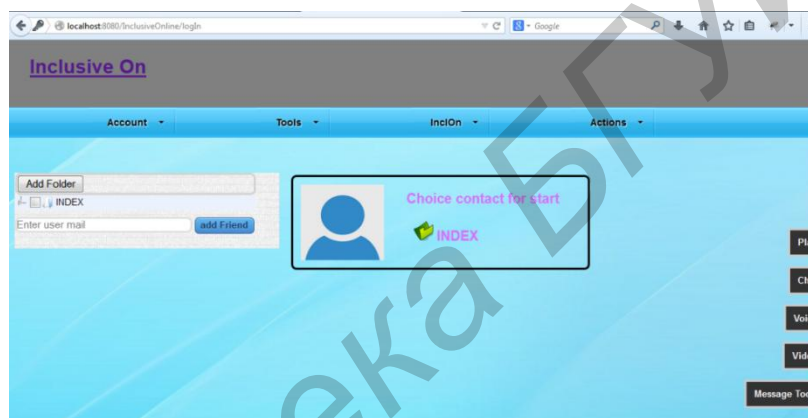 localhost:8080/InclusiveOnline/logIn
Google
Inclusive On
Account Tools InclOn Actions
Add Folder
INDEX
Enter user mail add Friend
Choice contact for start
INDEX
Message